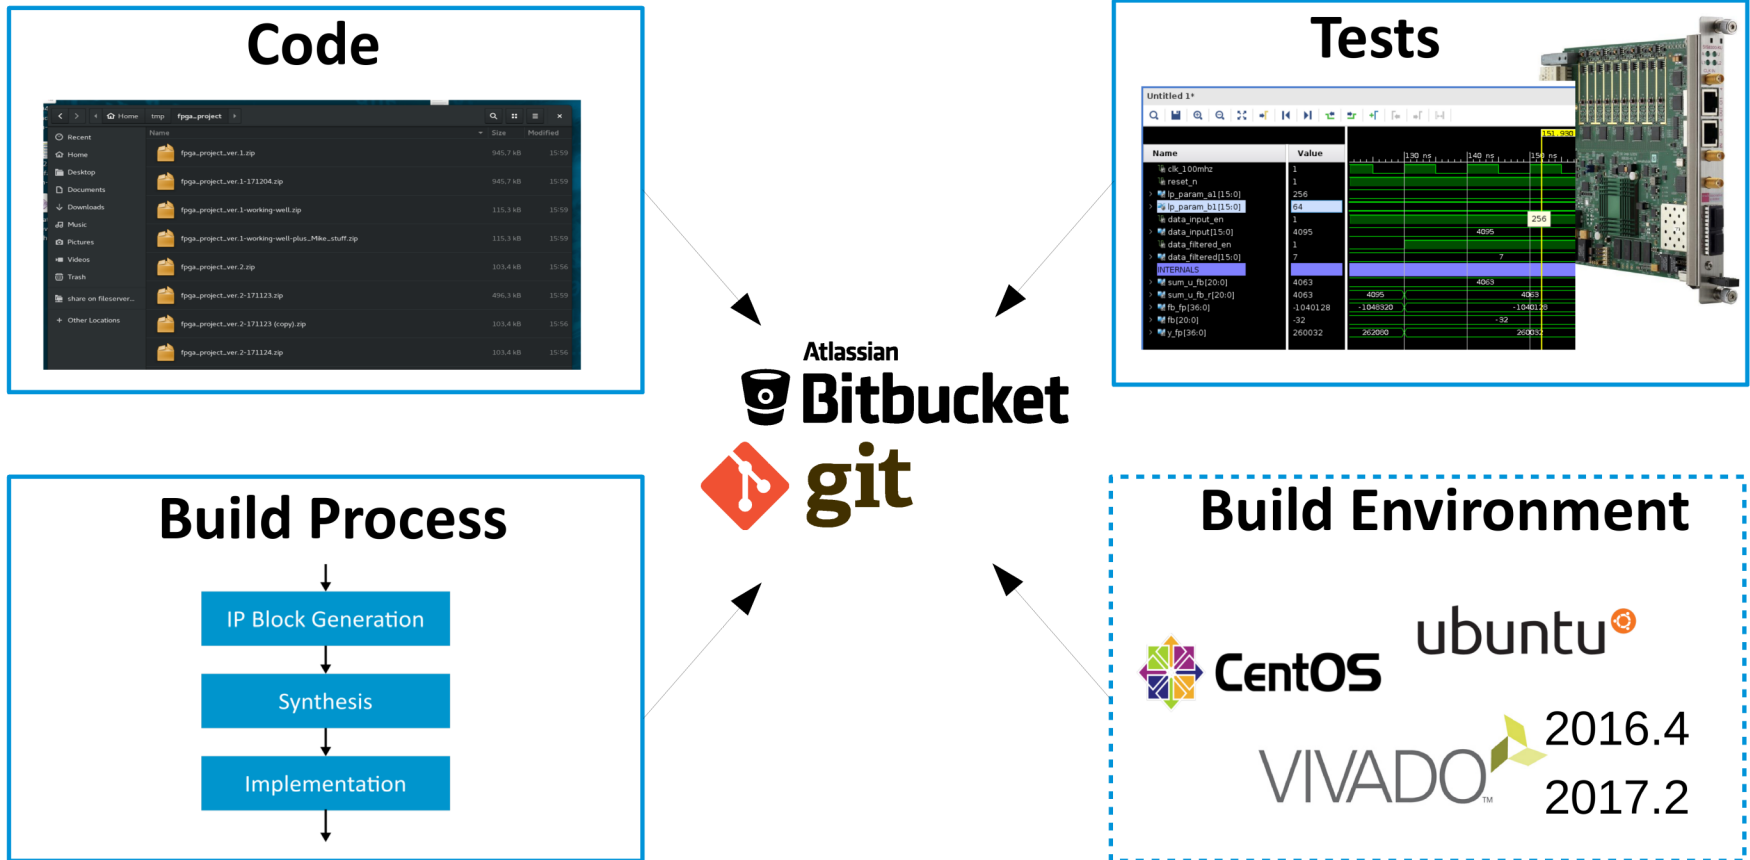 Code
Home tmp fpga_project
Name Size Modified
Recent
Home
Desktop
Documents
Downloads
Music
Pictures
Videos
Trash
share on fileserver...
+ Other Locations
fpga_project_ver.1.zip 945,7 kB 15:59
fpga_project_ver.1-171204.zip 945,7 kB 15:59
fpga_project_ver.1-working-well.zip 115,3 kB 15:59
fpga_project_ver.1-working-well-plus_Mike_stuff.zip 115,3 kB 15:59
fpga_project_ver.2.zip 103,4 kB 15:56
fpga_project_ver.2-171123.zip 496,3 kB 15:59
fpga_project_ver.2-171123 (copy).zip 103,4 kB 15:56
fpga_project_ver.2-171124.zip 103,4 kB 15:56
Tests
Untitled 1*
151.930
Name Value 130 ns 140 ns 150 ns
clk_100mhz 1
reset_n 1
lp_param_a1[15:0] 256
lp_param_b1[15:0] 64
data_input_en 1 256
data_input[15:0] 4095 4095
data_filtered_en 1
data_filtered[15:0] 7 7
INTERNALS
sum_u_fb[20:0] 4063 4063
sum_u_fb_r[20:0] 4063 4095 4063
fb_fp[36:0] -1040128 -1048320 -1040128
fb[20:0] -32 -32
y_fp[36:0] 260032 262080 260032
Atlassian
Bitbucket
git
Build Process
IP Block Generation
Synthesis
Implementation
Build Environment
ubuntu
CentOS
VIVADO™
2016.4
2017.2